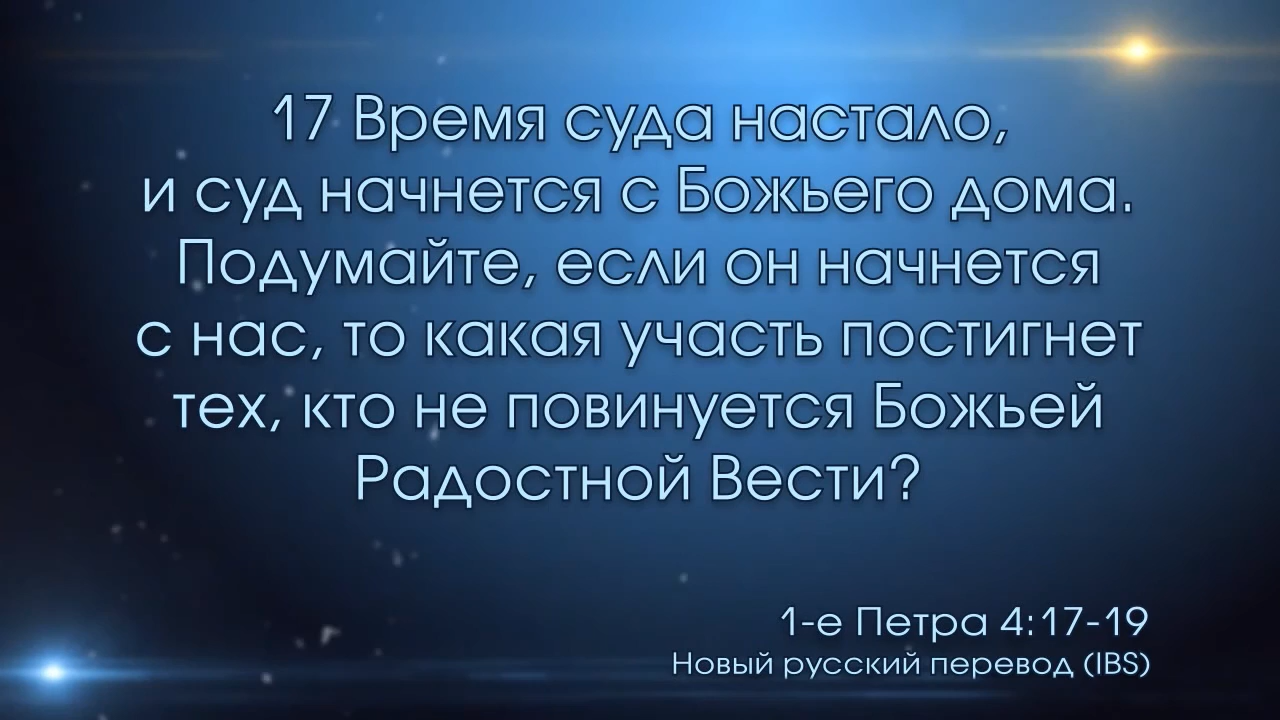 17 Время суда настало,
и суд начнется с Божьего дома.
Подумайте, если он начнется
с нас, то какая участь постигнет
тех, кто не повинуется Божьей
Радостной Вести?
1-е Петра 4:17-19
Новый русский перевод (IBS)